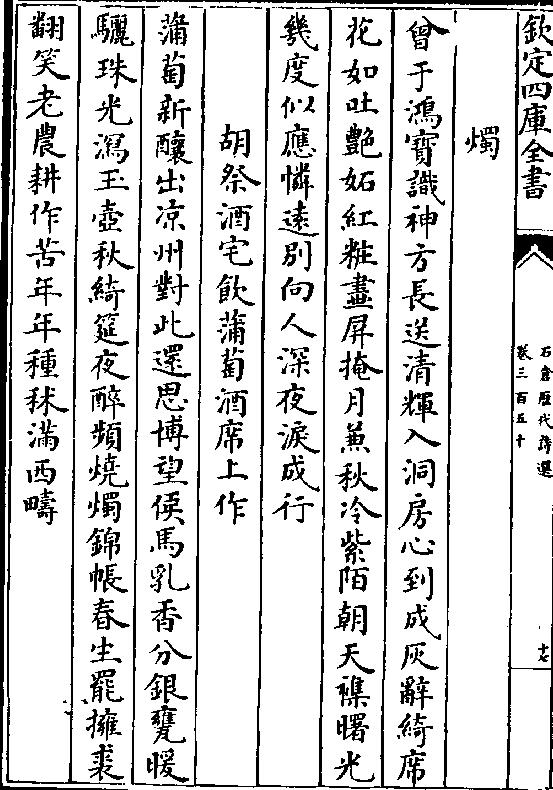 欽定四庫全書
石倉歴代詩選
卷三百五十
十七
燭
曾于鴻寶識神方長送清輝入洞房心到成灰辭綺席
花如吐艶妬紅粧畫屏掩月蕉秋冷紫陌朝天襍曙光
幾度似應憐遠别向人深夜淚成行
胡祭酒宅飲蒲萄酒席上作
蒲萄新釀出凉州對此還思博望侯馬乳香分銀甕暖
驪珠光瀉玉壺秋綺筵夜醉頻燒燭錦帳春生罷擁裘
翻笑老農耕作苦年年種秫滿西疇